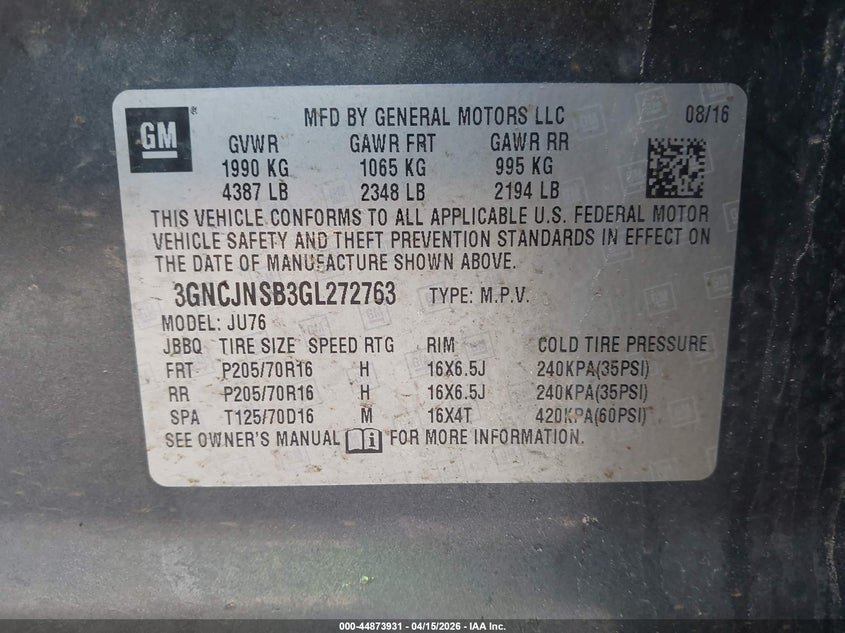 GM
MFD BY GENERAL MOTORS LLC 08/16
GVWR GAWR FRT GAWR RR
1990 KG 1065 KG 995 KG
4387 LB 2348 LB 2194 LB
THIS VEHICLE CONFORMS TO ALL APPLICABLE U.S. FEDERAL MOTOR
VEHICLE SAFETY AND THEFT PREVENTION STANDARDS IN EFFECT ON
THE DATE OF MANUFACTURE SHOWN ABOVE.
3GNCJNSB3GL272763 TYPE: M.P.V.
MODEL: JU76
JBBQ TIRE SIZE SPEED RTG RIM COLD TIRE PRESSURE
FRT P205/70R16 H 16X6.5J 240KPA(35PSI)
RR P205/70R16 H 16X6.5J 240KPA(35PSI)
SPA T125/70D16 M 16X4T 420KPA(60PSI)
SEE OWNER'S MANUAL FOR MORE INFORMATION.
000-44873931 - 04/15/2026 - IAA Inc.